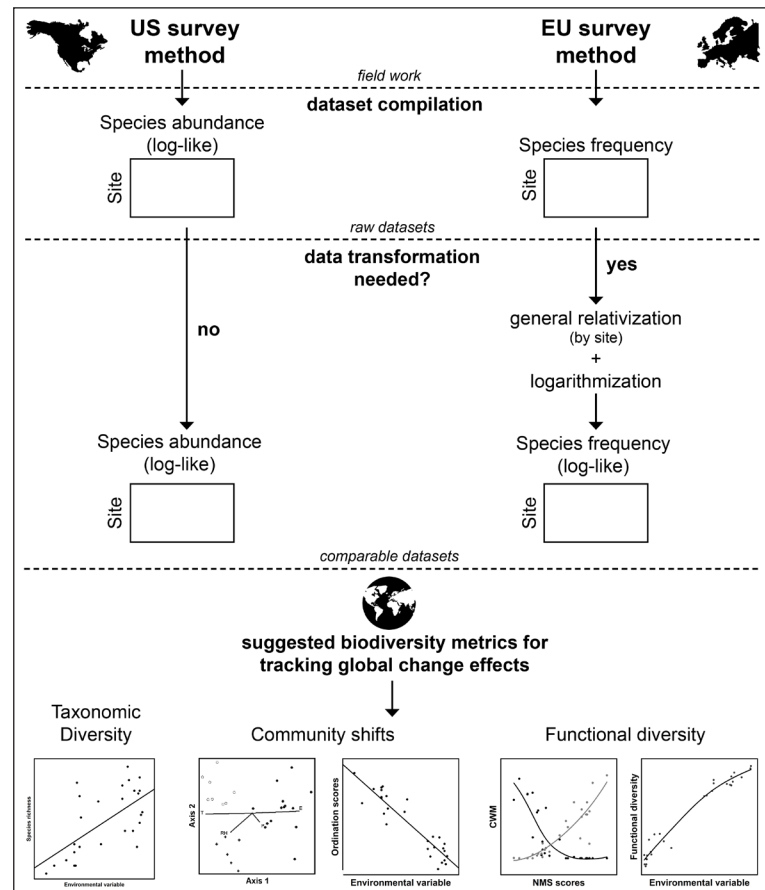 US survey
method
EU survey
method
field work
dataset compilation
Species abundance
(log-like)
Site
Species frequency
Site
raw datasets
data transformation
needed?
no
yes
general relativization
(by site)
+
logarithmization
Species abundance
(log-like)
Site
Species frequency
(log-like)
Site
comparable datasets
suggested biodiversity metrics for
tracking global change effects
Taxonomic
Diversity
Community shifts
Functional diversity
Species richness
Environmental variable
Axis 2
T
E
RH
Axis 1
Ordination scores
Environmental variable
CWM
NMS scores
Functional diversity
Environmental variable